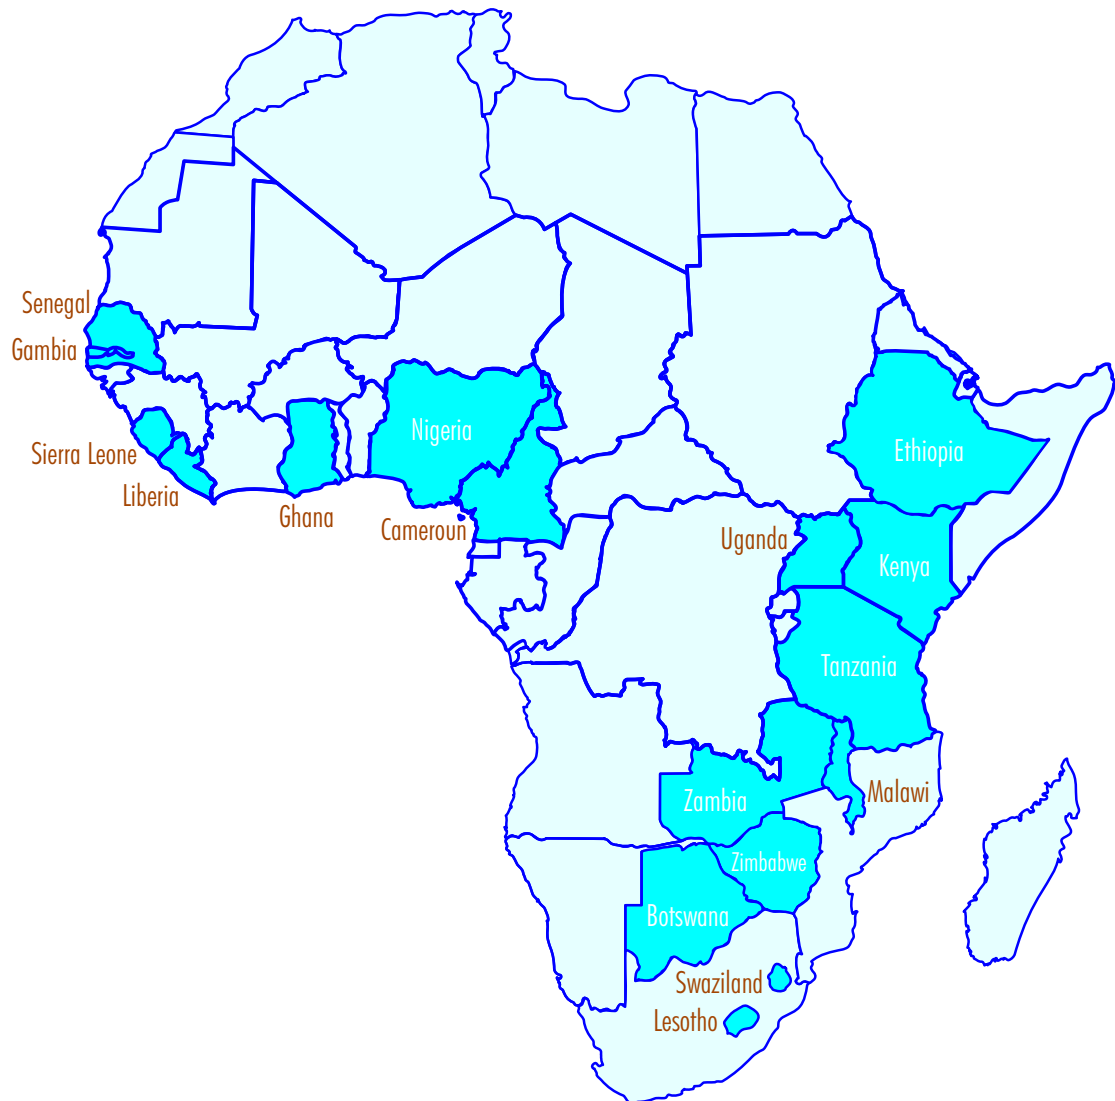 Senegal
Gambia
Nigeria
Ethiopia
Sierra Leone
Liberia
Ghana
Cameroun
Uganda
Kenya
Tanzania
Zambia
Malawi
Zimbabwe
Botswana
Swaziland
Lesotho